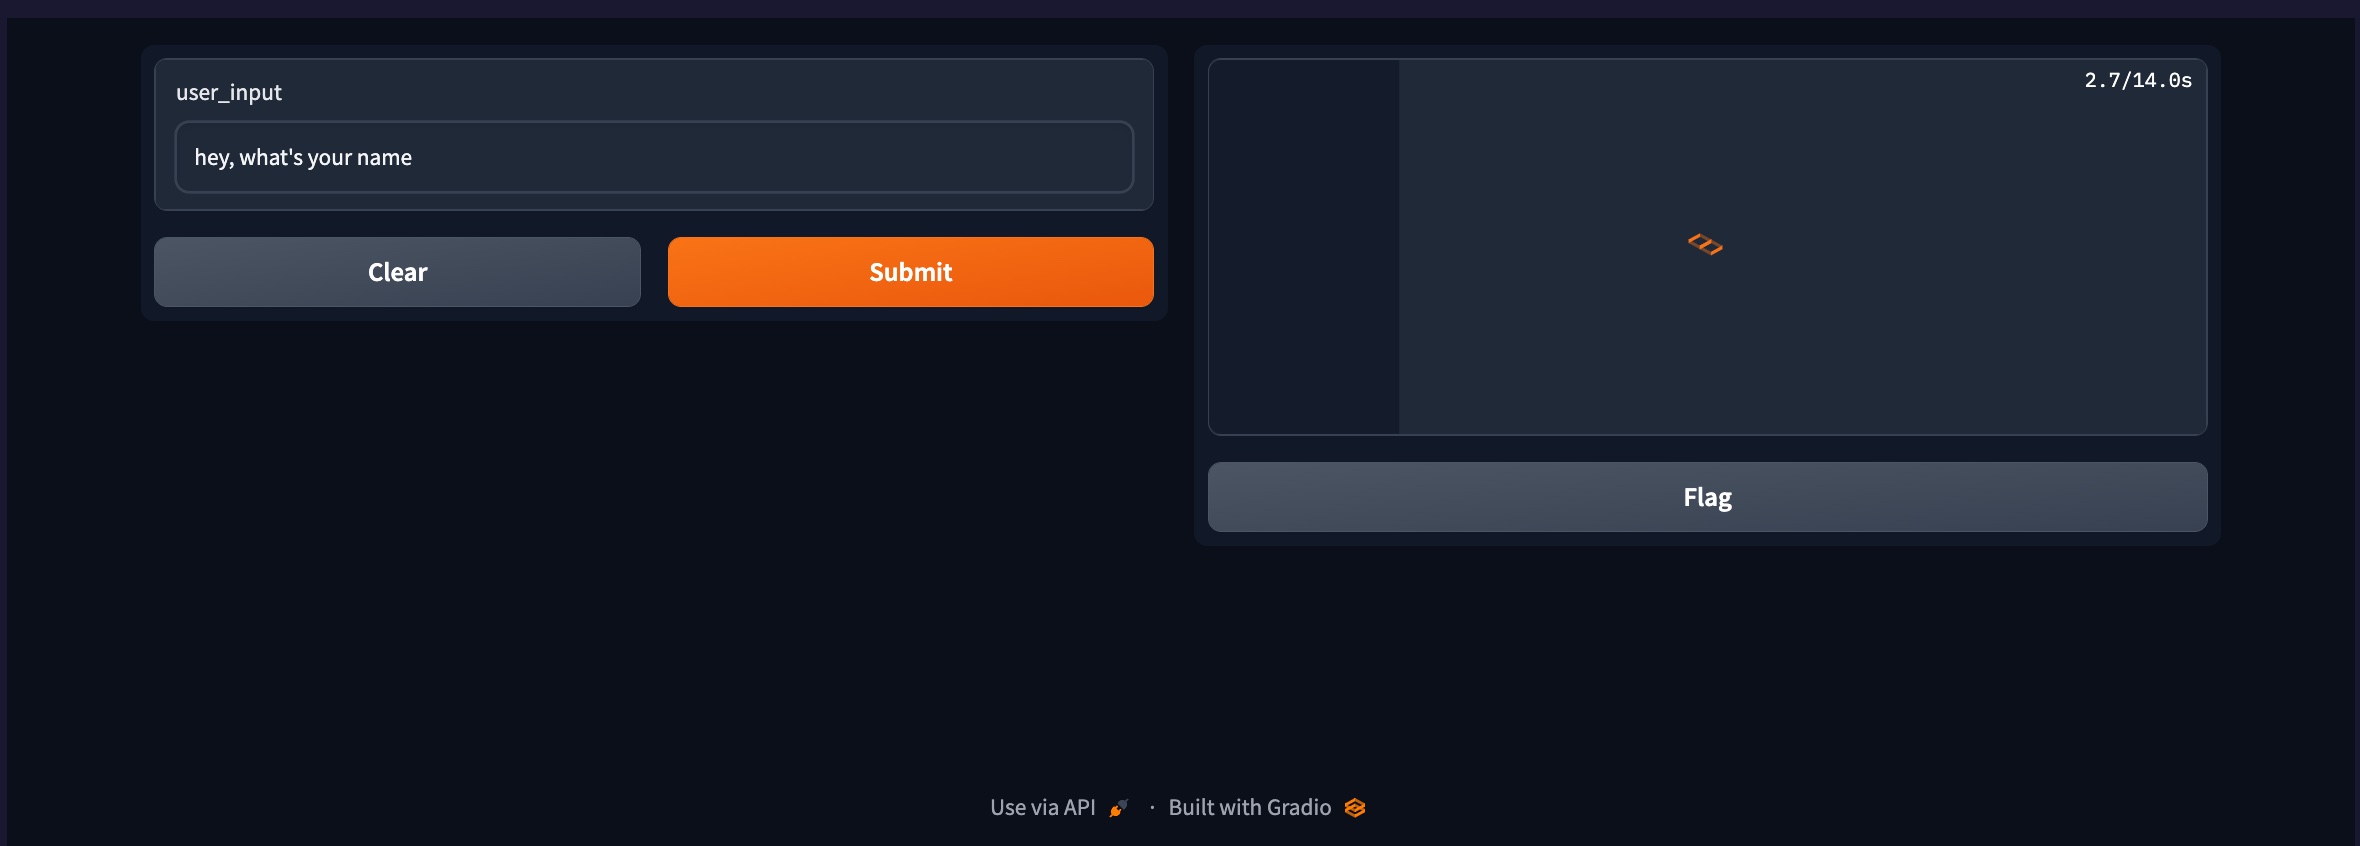 user_input
hey, what's your name
Clear
Submit
2.7/14.0s
Flag
Use via API · Built with Gradio